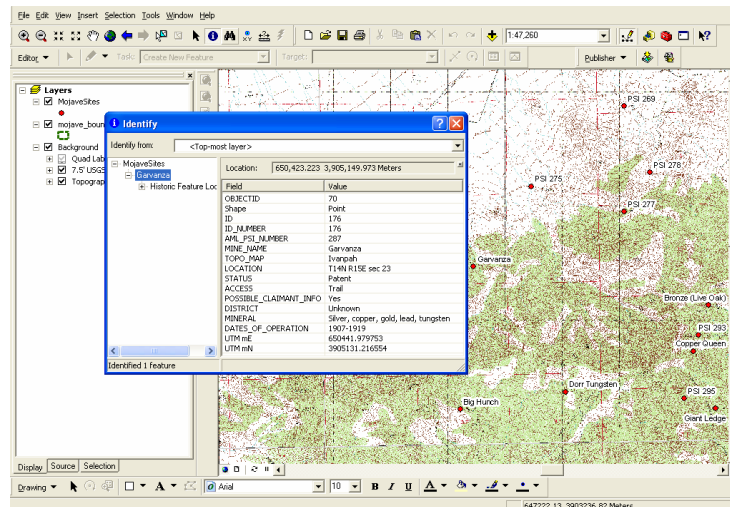 File Edit View Insert Selection Tools Window Help
1:47,260
Editor Task: Create New Feature Target: Publisher
Layers
MojaveSites
mojave_boun
Background
Quad Lab
7.5' USGS
Topograp
Identify
Identify from: <Top-most layer>
MojaveSites
Garvanza
Historic Feature Loc
Location: 650,423.223 3,905,149.973 Meters
Field Value
OBJECTID 70
Shape Point
ID 176
ID_NUMBER 176
AML_PSI_NUMBER 287
MINE_NAME Garvanza
TOPO_MAP Ivanpah
LOCATION T14N R15E sec 23
STATUS Patent
ACCESS Trail
POSSIBLE_CLAIMANT_INFO Yes
DISTRICT Unknown
MINERAL Silver, copper, gold, lead, tungsten
DATES_OF_OPERATION 1907-1919
UTM mE 650441.979753
UTM mN 3905131.216554
Identified 1 feature
PSI 269
PSI 278
PSI 275
PSI 277
Garvanza
Bronze (Live Oak)
PSI 293
Copper Queen
Dorr Tungsten
PSI 295
Big Hunch
Giant Ledge
Display Source Selection
Drawing A Arial 10 B I U A
647222.13 3903236.82 Meters